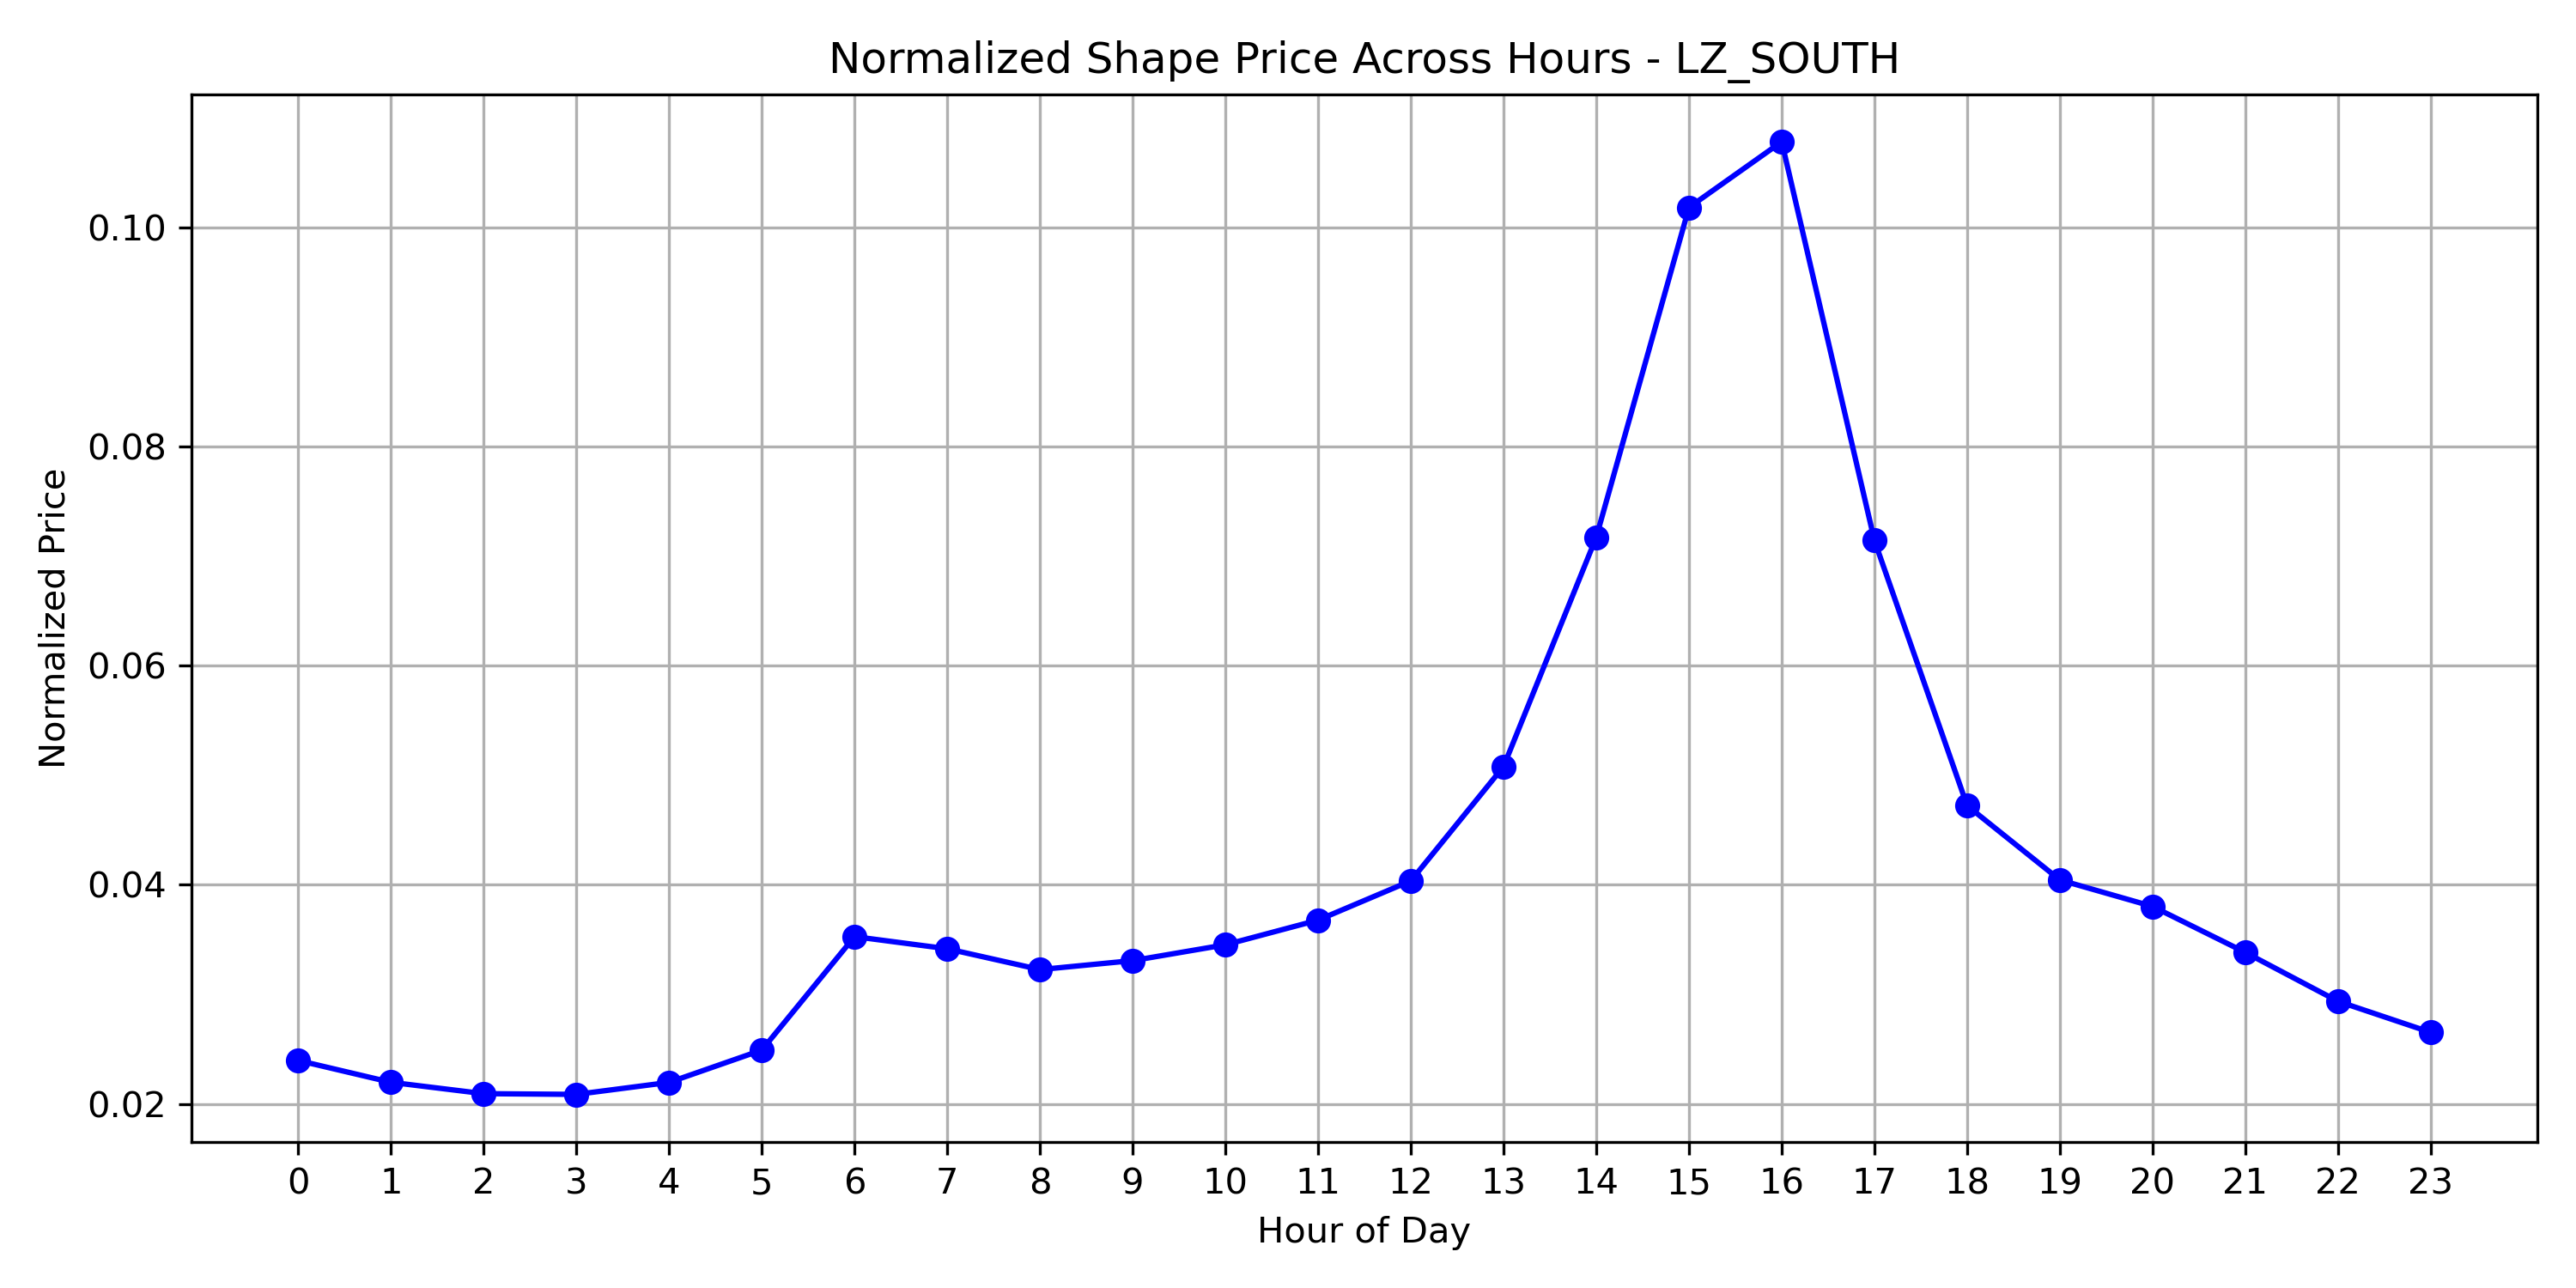 Normalized Shape Price Across Hours - LZ_SOUTH
Normalized Price
0.10
0.08
0.06
0.04
0.02
0 1 2 3 4 5 6 7 8 9 10 11 12 13 14 15 16 17 18 19 20 21 22 23
Hour of Day